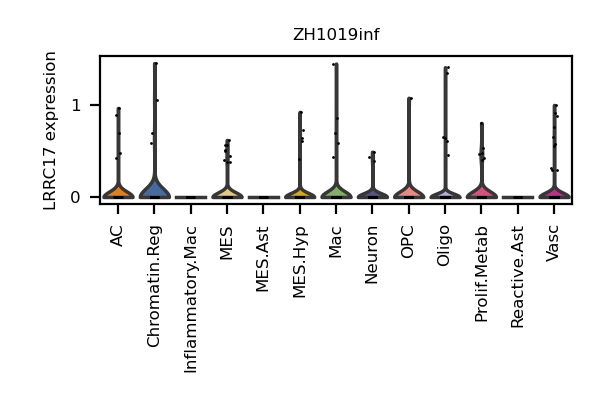 ZH1019inf
LRRC17 expression
1
0
AC
Chromatin.Reg
Inflammatory.Mac
MES
MES.Ast
MES.Hyp
Mac
Neuron
OPC
Oligo
Prolif.Metab
Reactive.Ast
Vasc